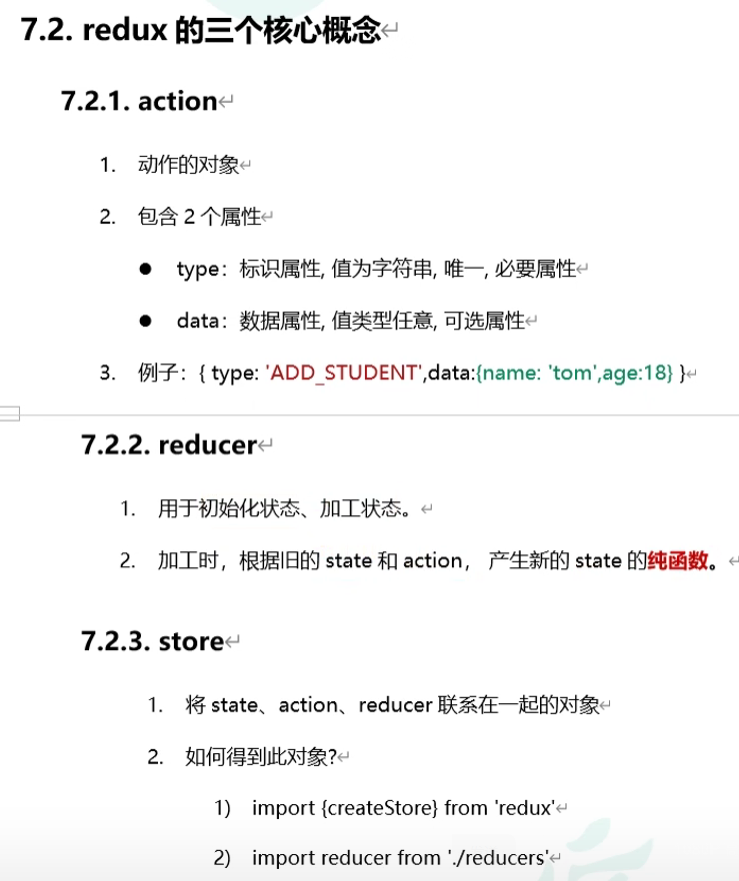 7.2. redux 的三个核心概念
7.2.1. action
1. 动作的对象
2. 包含 2 个属性
● type：标识属性, 值为字符串, 唯一, 必要属性
● data：数据属性, 值类型任意, 可选属性
3. 例子：{ type: 'ADD_STUDENT',data:{name: 'tom',age:18} }
7.2.2. reducer
1. 用于初始化状态、加工状态。
2. 加工时，根据旧的 state 和 action， 产生新的 state 的纯函数。
7.2.3. store
1. 将 state、action、reducer 联系在一起的对象
2. 如何得到此对象?
1) import {createStore} from 'redux'
2) import reducer from './reducers'